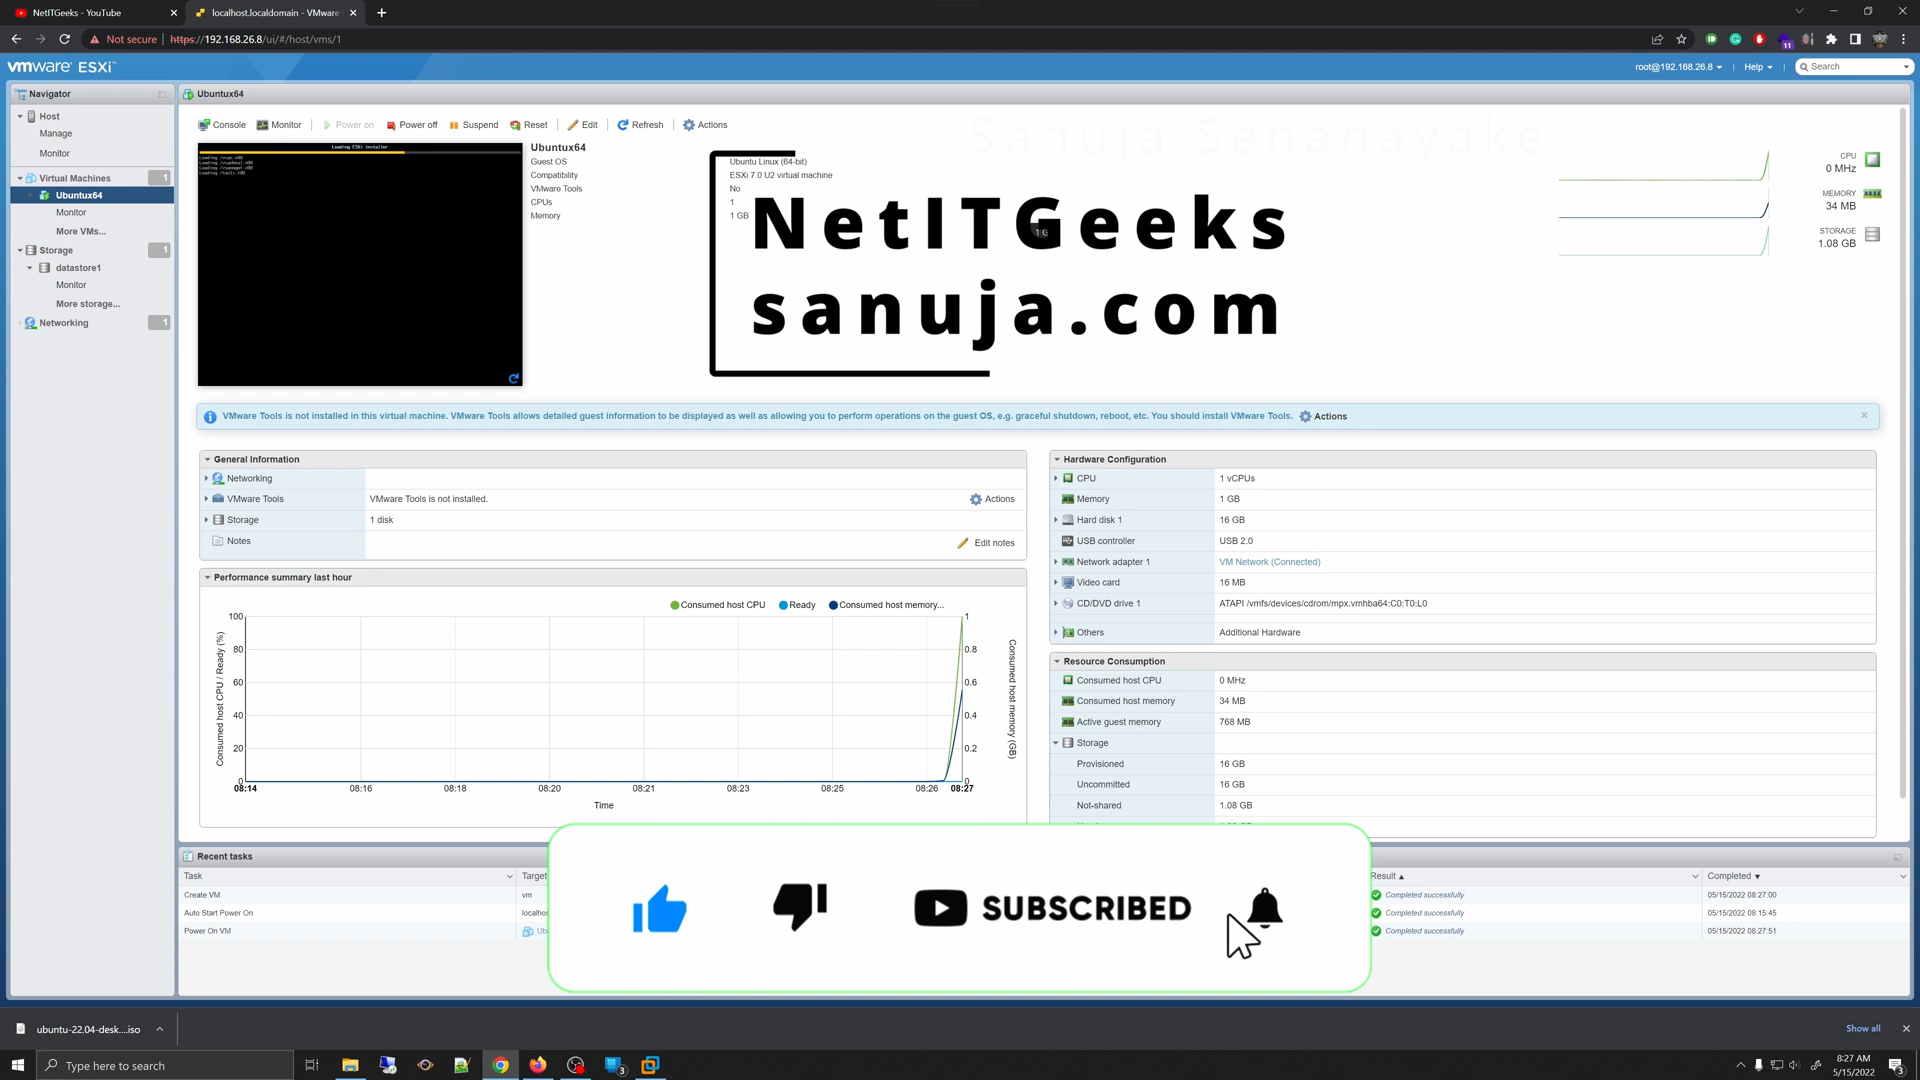 NetITGeeks - YouTube
localhost.localdomain - VMware
Not secure
https://192.168.26.8/ui/#/host/vms/1
11
vmware ESXi
root@192.168.26.8
Help
Search
Navigator
Host
Manage
Monitor
Virtual Machines
1
Ubuntux64
Monitor
More VMs...
Storage
1
datastore1
Monitor
More storage...
Networking
1
Ubuntux64
Console
Monitor
Power on
Power off
Suspend
Reset
Edit
Refresh
Actions
Loading ESXi installer
Ubuntux64
Guest OS
Ubuntu Linux (64-bit)
Compatibility
ESXi 7.0 U2 virtual machine
VMware Tools
No
CPUs
1
Memory
1 GB
Sanuja Senanayake
NetITGeeks
sanuja.com
CPU
0 MHz
MEMORY
34 MB
STORAGE
1.08 GB
VMware Tools is not installed in this virtual machine. VMware Tools allows detailed guest information to be displayed as well as allowing you to perform operations on the guest OS, e.g. graceful shutdown, reboot, etc. You should install VMware Tools.
Actions
General Information
Networking
VMware Tools
VMware Tools is not installed.
Actions
Storage
1 disk
Notes
Edit notes
Performance summary last hour
Consumed host CPU
Ready
Consumed host memory...
Consumed host CPU / Ready (%)
100
80
60
40
20
0
1
0.8
0.6
0.4
0.2
0
Consumed host memory (GB)
08:14
08:16
08:18
08:20
08:21
08:23
08:25
08:26
08:27
Time
Hardware Configuration
CPU
1 vCPUs
Memory
1 GB
Hard disk 1
16 GB
USB controller
USB 2.0
Network adapter 1
VM Network (Connected)
Video card
16 MB
CD/DVD drive 1
ATAPI /vmfs/devices/cdrom/mpx.vmhba64:C0:T0:L0
Others
Additional Hardware
Resource Consumption
Consumed host CPU
0 MHz
Consumed host memory
34 MB
Active guest memory
768 MB
Storage
Provisioned
16 GB
Uncommitted
16 GB
Not-shared
1.08 GB
Recent tasks
Task
Target
Result
Completed
Create VM
vm
Completed successfully
05/15/2022 08:27:00
Auto Start Power On
localhos
Completed successfully
05/15/2022 08:15:45
Power On VM
Ub
Completed successfully
05/15/2022 08:27:51
SUBSCRIBED
ubuntu-22.04-desk....iso
Show all
Type here to search
3
8:27 AM
5/15/2022
3